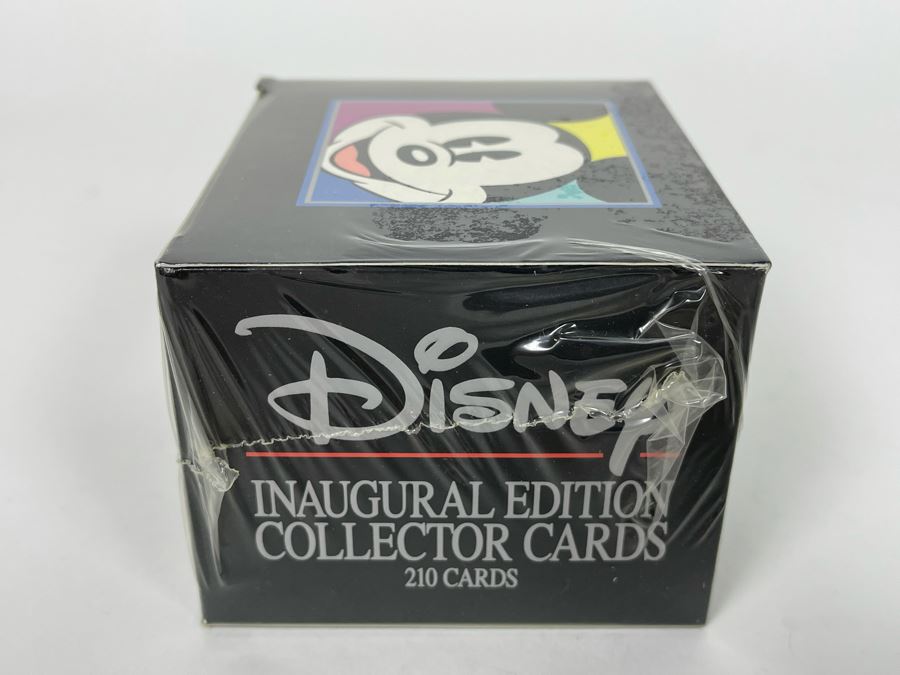 Disney
INAUGURAL EDITION
COLLECTOR CARDS
210 CARDS